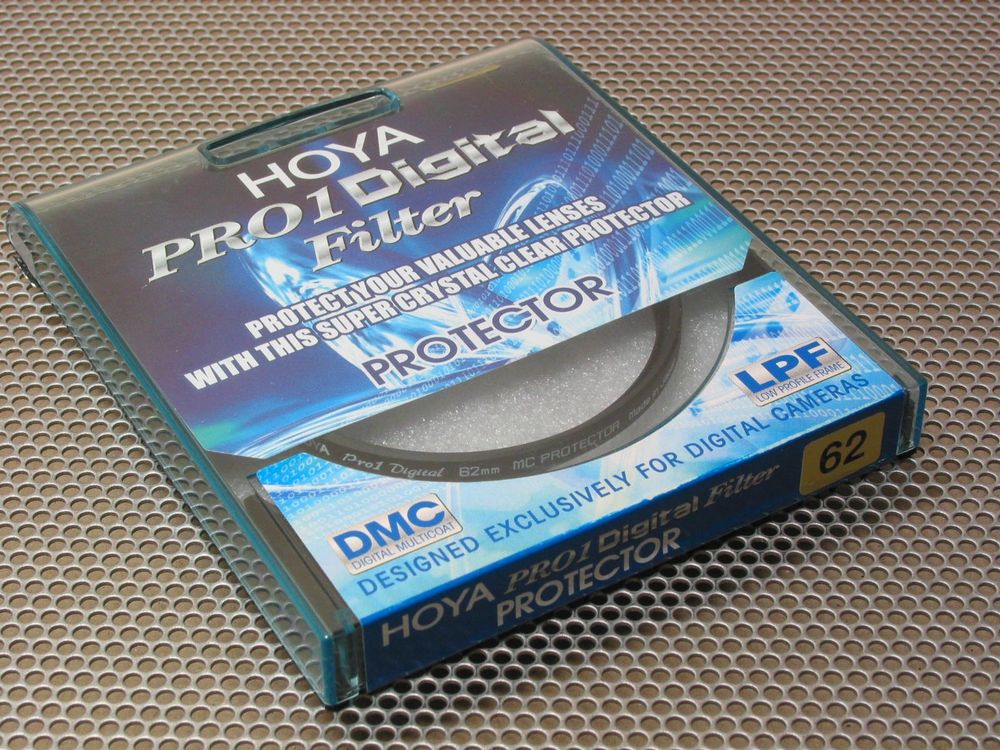 HOYA
PRO1 Digital
Filter
PROTECT YOUR VALUABLE LENSES
WITH THIS SUPER CRYSTAL CLEAR PROTECTOR
PROTECTOR
Pro1 Digital 62mm MC PROTECTOR Made
LPF
LOW PROFILE FRAME
DMC
DIGITAL MULTICOAT
DESIGNED EXCLUSIVELY FOR DIGITAL CAMERAS
HOYA PRO1 Digital Filter
PROTECTOR
62